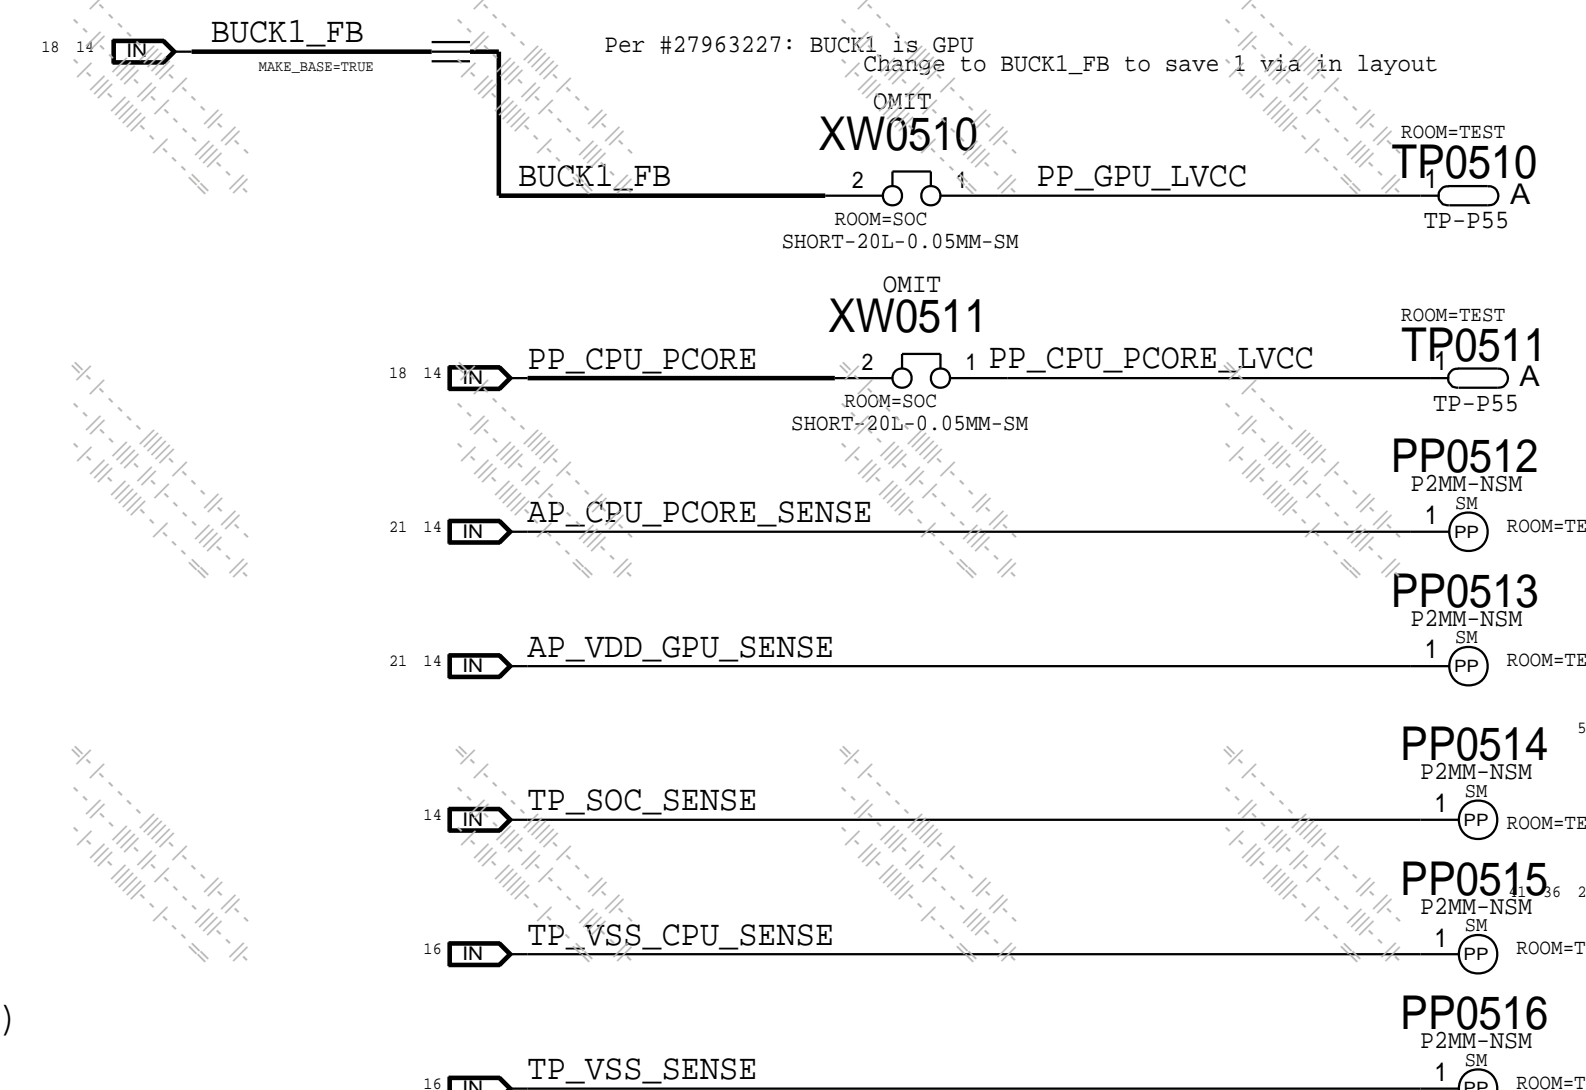 18 14 IN BUCK1_FB
MAKE_BASE=TRUE
Per #27963227: BUCK1 is GPU
Change to BUCK1_FB to save 1 via in layout
OMIT
XW0510
ROOM=TEST
TP0510
BUCK1_FB 2 1 PP_GPU_LVCC 1 A
ROOM=SOC
SHORT-20L-0.05MM-SM
TP-P55
OMIT
XW0511
ROOM=TEST
TP0511
18 14 IN PP_CPU_PCORE 2 1 PP_CPU_PCORE_LVCC 1 A
ROOM=SOC
SHORT-20L-0.05MM-SM
TP-P55
PP0512
P2MM-NSM
SM
21 14 IN AP_CPU_PCORE_SENSE 1 PP ROOM=TE
PP0513
P2MM-NSM
SM
21 14 IN AP_VDD_GPU_SENSE 1 PP ROOM=TE
5
PP0514
P2MM-NSM
SM
14 IN TP_SOC_SENSE 1 PP ROOM=TE
PP0515
41 36 2
P2MM-NSM
SM
16 IN TP_VSS_CPU_SENSE 1 PP ROOM=T
)
PP0516
P2MM-NSM
SM
16 IN TP_VSS_SENSE 1 PP ROOM=T